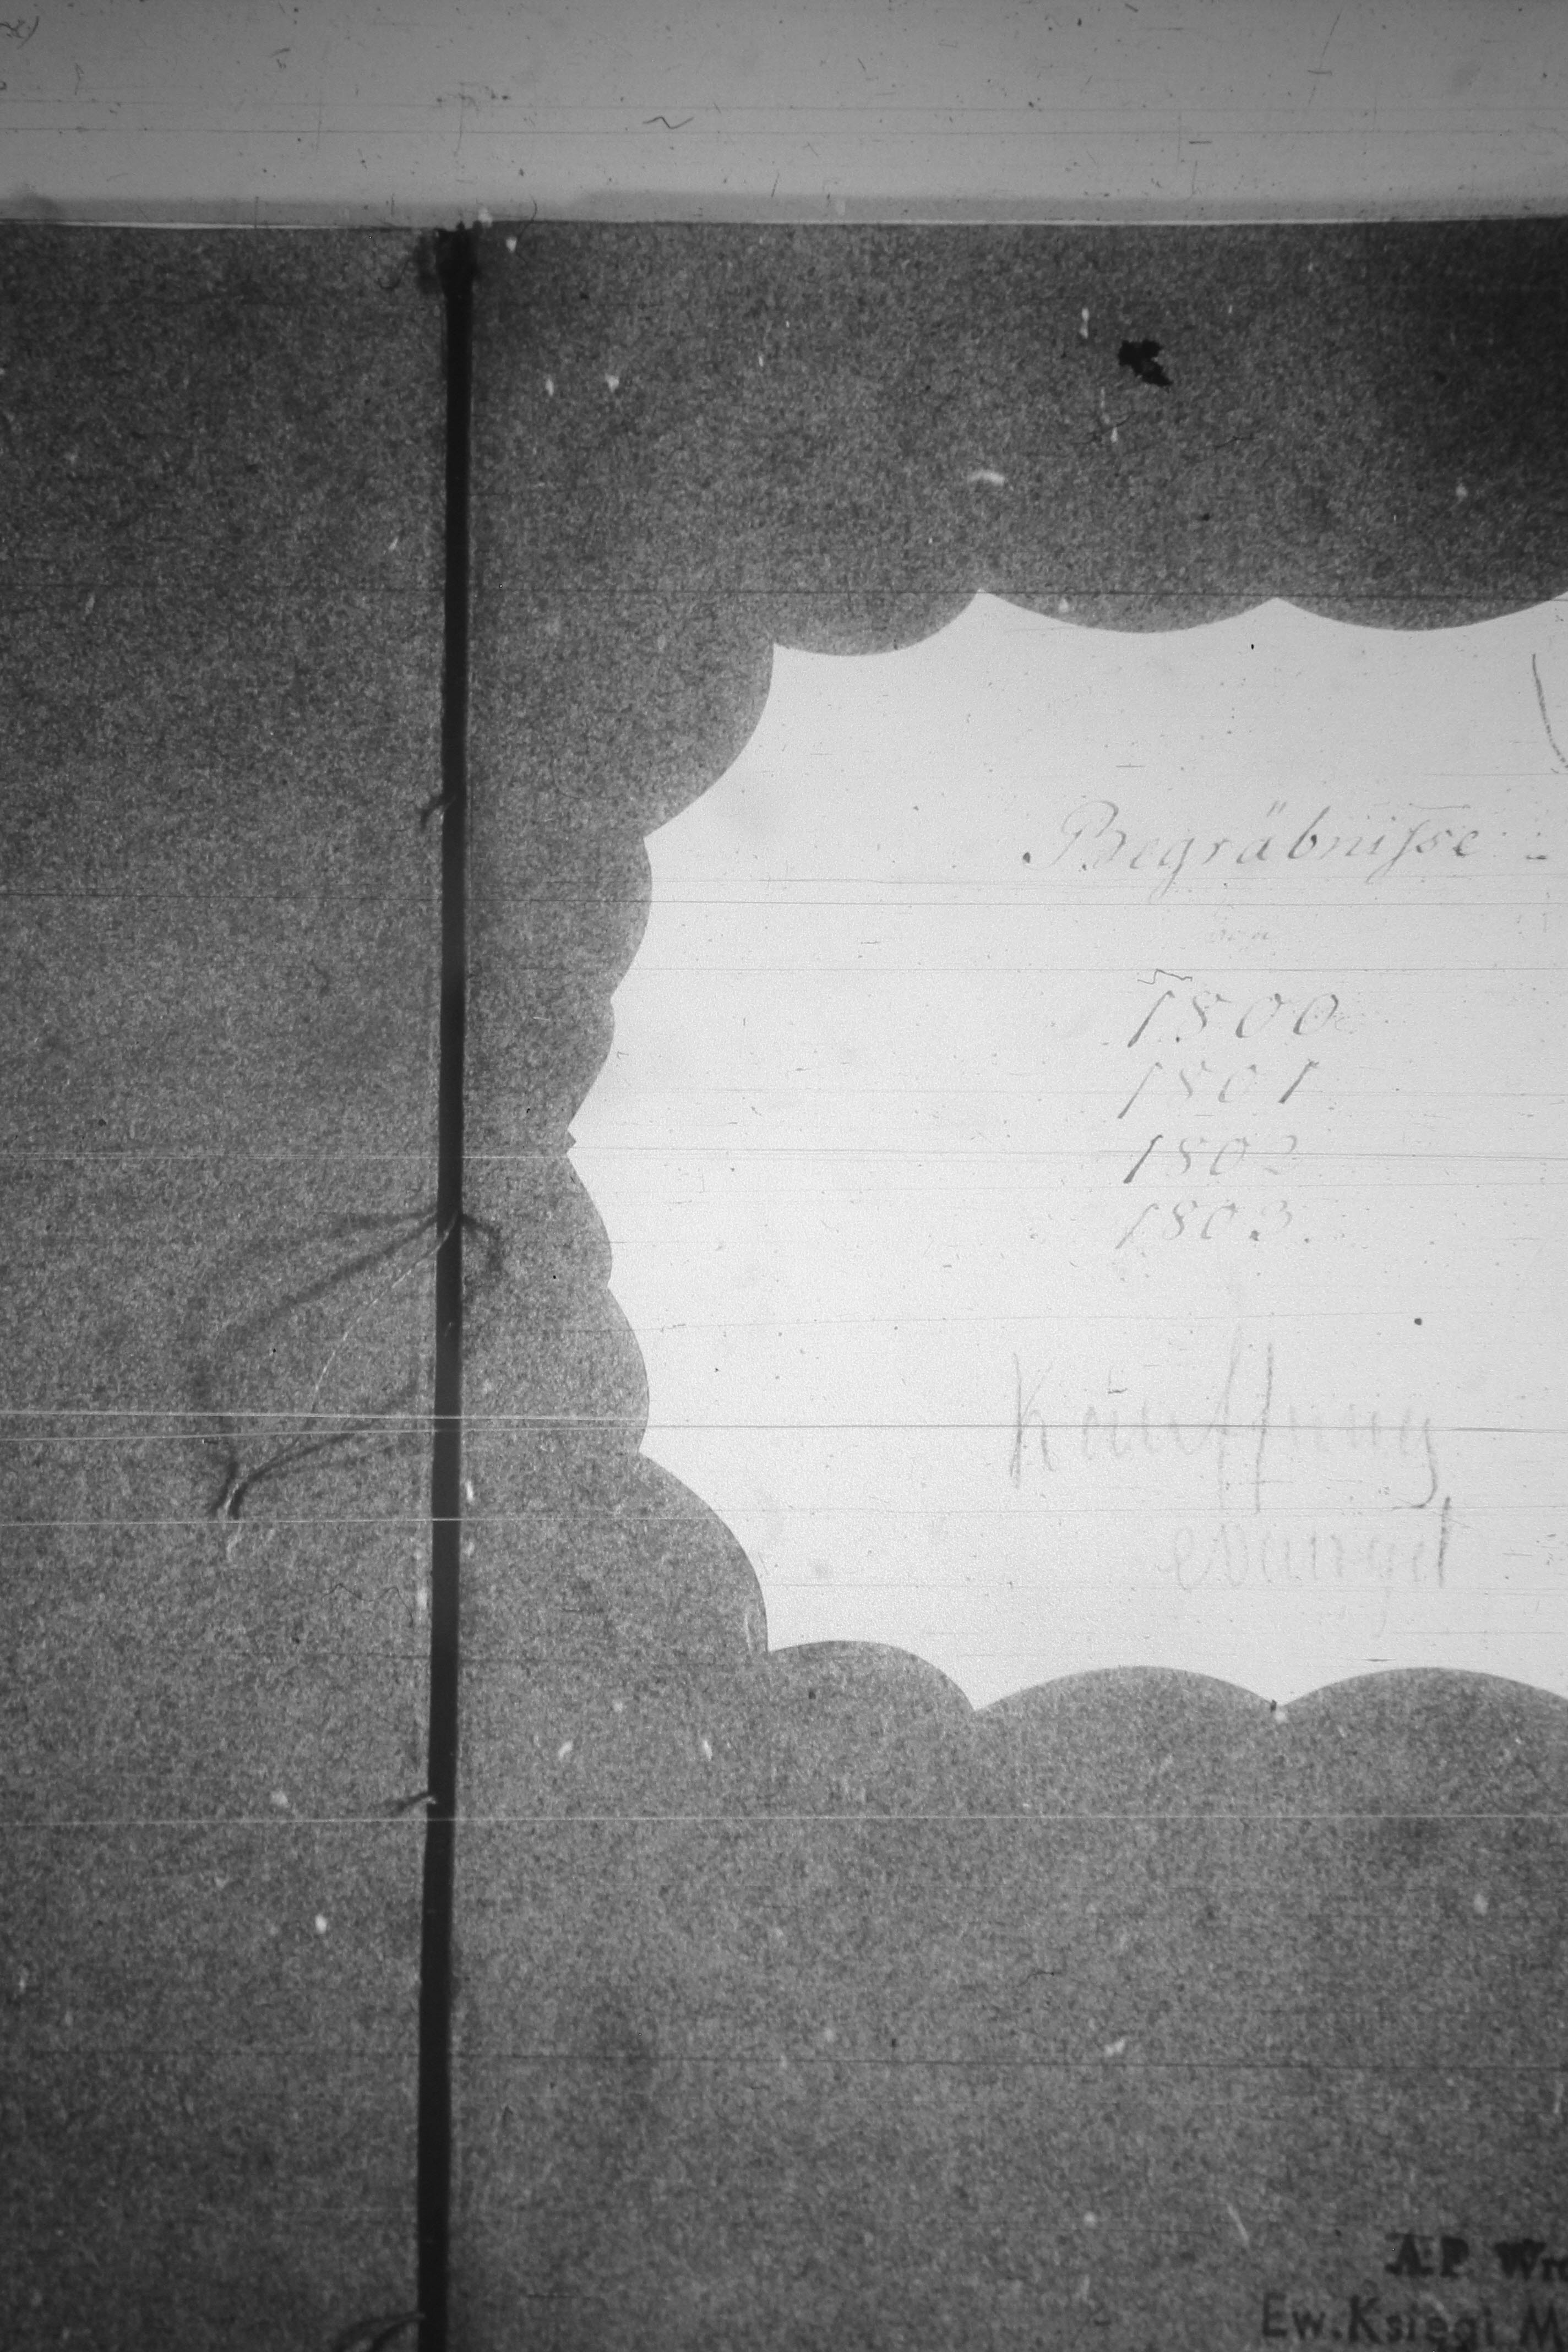 Begräbnisse
von
1800
1801
1802
1803.
Kauffung
evangel
A.P. Wr
Ew. Księgi M